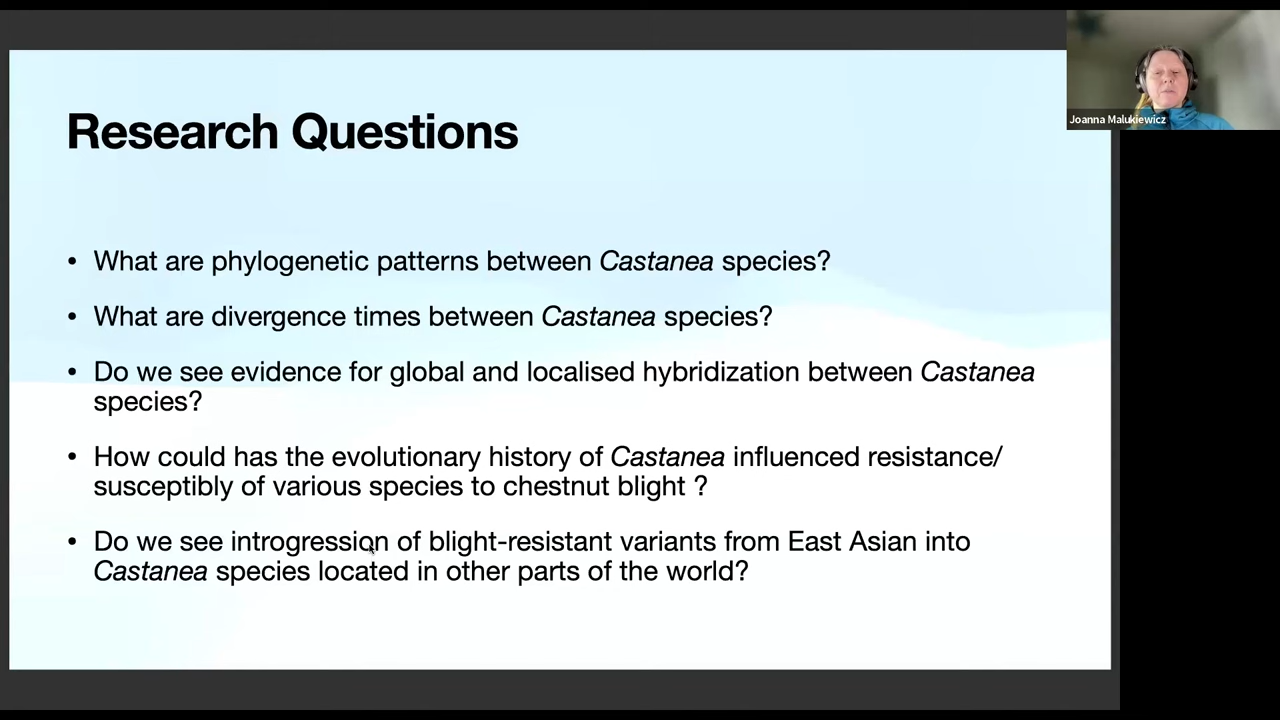 Joanna Malukiewicz
Research Questions
• What are phylogenetic patterns between Castanea species?
• What are divergence times between Castanea species?
• Do we see evidence for global and localised hybridization between Castanea
species?
• How could has the evolutionary history of Castanea influenced resistance/
susceptibly of various species to chestnut blight ?
• Do we see introgression of blight-resistant variants from East Asian into
Castanea species located in other parts of the world?